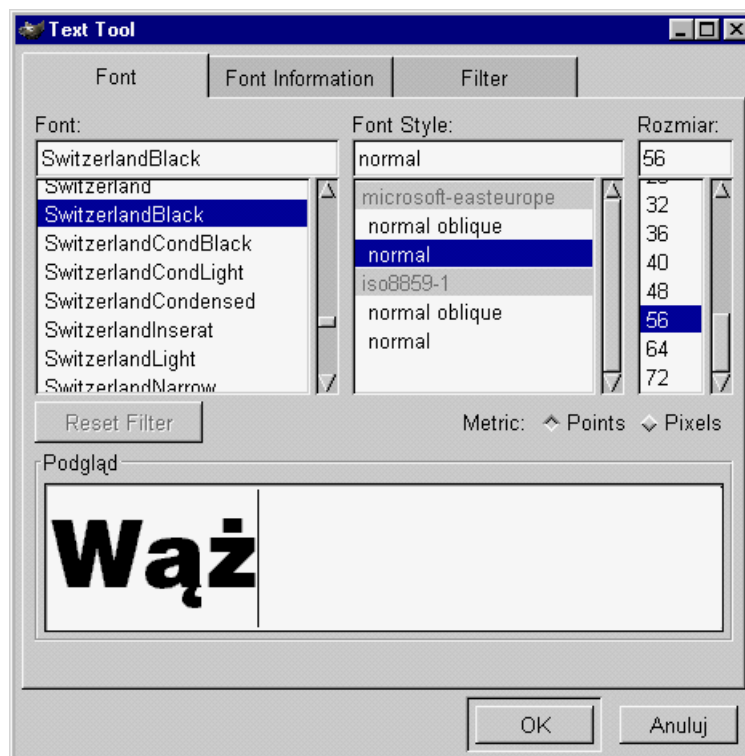 Text Tool
Font Font Information Filter
Font: Font Style: Rozmiar:
SwitzerlandBlack normal 56
Switzerland
SwitzerlandBlack
SwitzerlandCondBlack
SwitzerlandCondLight
SwitzerlandCondensed
SwitzerlandInserat
SwitzerlandLight
SwitzerlandNarrow
microsoft-easteurope
normal oblique
normal
iso8859-1
normal oblique
normal
32
36
40
48
56
64
72
Reset Filter Metric: Points Pixels
Podgląd
Wąż
OK Anuluj